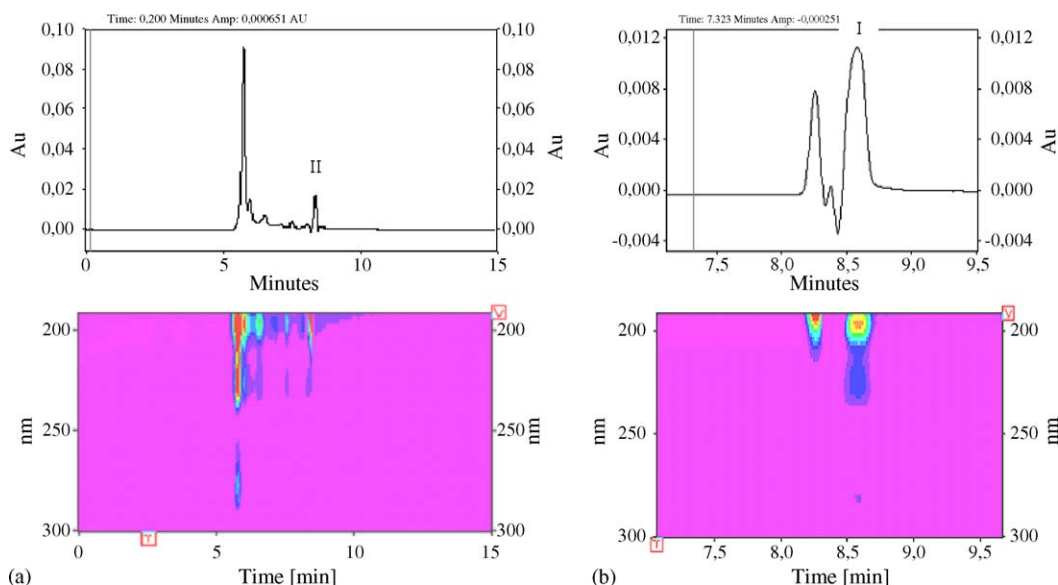 Time: 0,200 Minutes Amp: 0,000651 AU
0,10 0,10
0,08 0,08
0,06 0,06
0,04 0,04
0,02 0,02
0,00 0,00
Au Au
II
0 5 10 15
Minutes
Time: 7.323 Minutes Amp: -0,000251
I
0,012 0,012
0,008 0,008
0,004 0,004
0,000 0,000
-0,004 -0,004
Au Au
7,5 8,0 8,5 9,0 9,5
Minutes
200 200
250 250
300 300
nm nm
0 5 10 15
(a) Time [min]
200 200
250 250
300 300
nm nm
7,5 8,0 8,5 9,0 9,5
(b) Time [min]